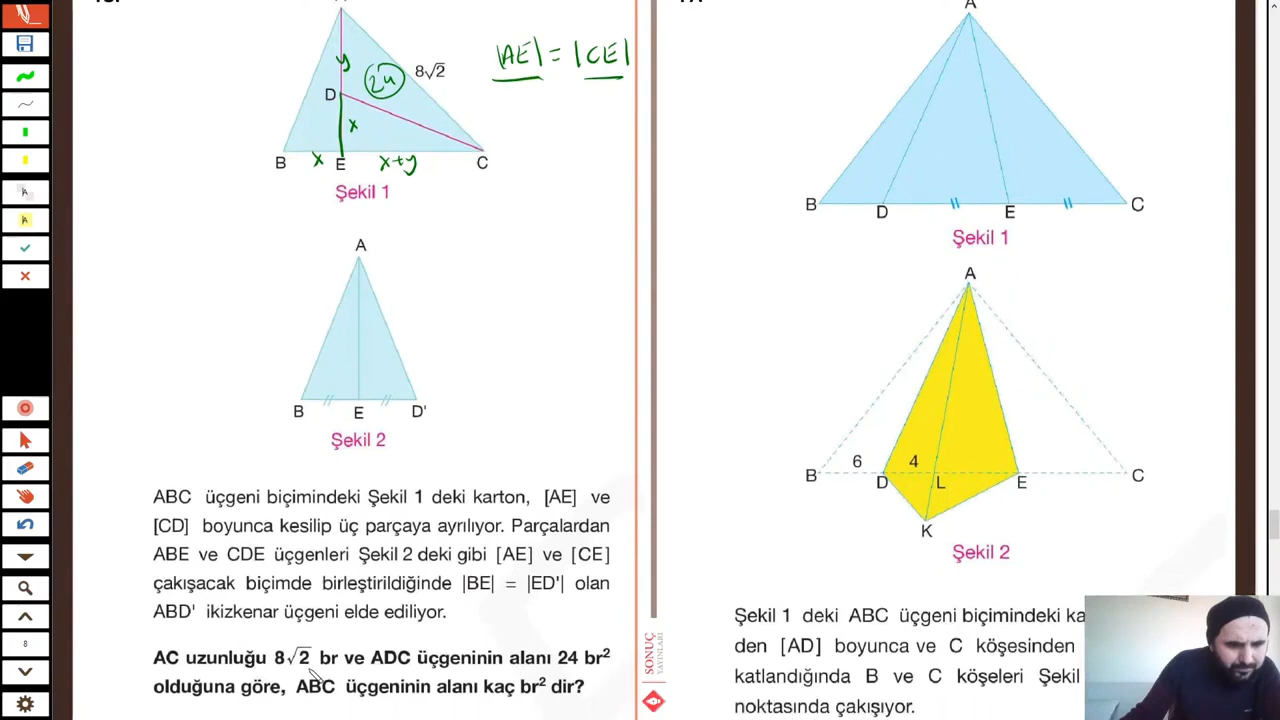 A
8√2
|AE| = |CE|
y
24
D
x
B
x
E
x+y
C
Şekil 1
A
B
E
D'
Şekil 2
ABC üçgeni biçimindeki Şekil 1 deki karton, [AE] ve
[CD] boyunca kesilip üç parçaya ayrılıyor. Parçalardan
ABE ve CDE üçgenleri Şekil 2 deki gibi [AE] ve [CE]
çakışacak biçimde birleştirildiğinde |BE| = |ED'| olan
ABD' ikizkenar üçgeni elde ediliyor.
AC uzunluğu 8√2 br ve ADC üçgeninin alanı 24 br²
olduğuna göre, ABC üçgeninin alanı kaç br² dir?
SONUÇ
YAYINLARI
A
B
D
E
C
Şekil 1
A
6
4
B
D
L
E
C
K
Şekil 2
Şekil 1 deki ABC üçgeni biçimindeki ka
den [AD] boyunca ve C köşesinden
katlandığında B ve C köşeleri Şekil
noktasında çakışıyor.
8